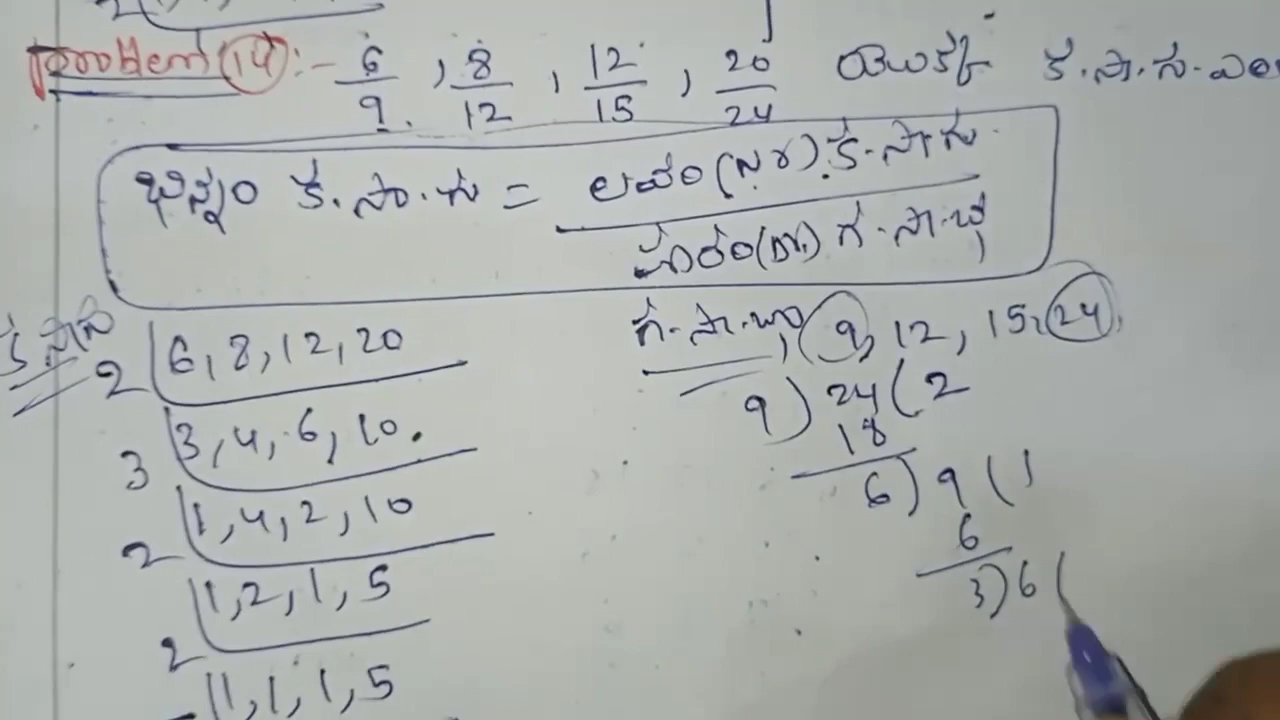 Problem 14 :- 6/9 , 8/12 , 12/15 , 20/24 ಕ.ಸಾ.ಗು.
ಭಿನ್ನಂ ಕ.ಸಾ.ಗು = ಲವಂ (ನ್ಯೂ) ಕ.ಸಾ.ಗು / (ಡಿ) ಗ.ಸಾ.ಭಾ
ಕ ಸಾಗು
2 6, 8, 12, 20
3 3, 4, 6, 10.
2 1, 4, 2, 10
2 1, 2, 1, 5
1, 1, 1, 5
ಗ.ಸಾ.ಭಾ, 9, 12, 15, 24,
9 ) 24 ( 2
18
6 ) 9 ( 1
6
3 ) 6 (